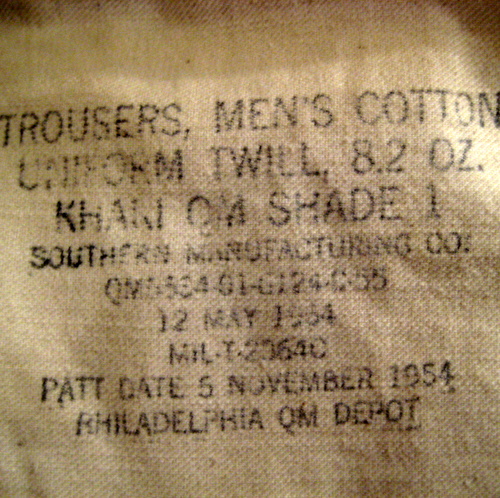 TROUSERS, MEN'S COTTON
UNIFORM TWILL, 8.2 OZ.
KHAKI QM SHADE 1
SOUTHERN MANUFACTURING CO.
12 MAY 1954
PATT DATE 5 NOVEMBER 1954
PHILADELPHIA QM DEPOT